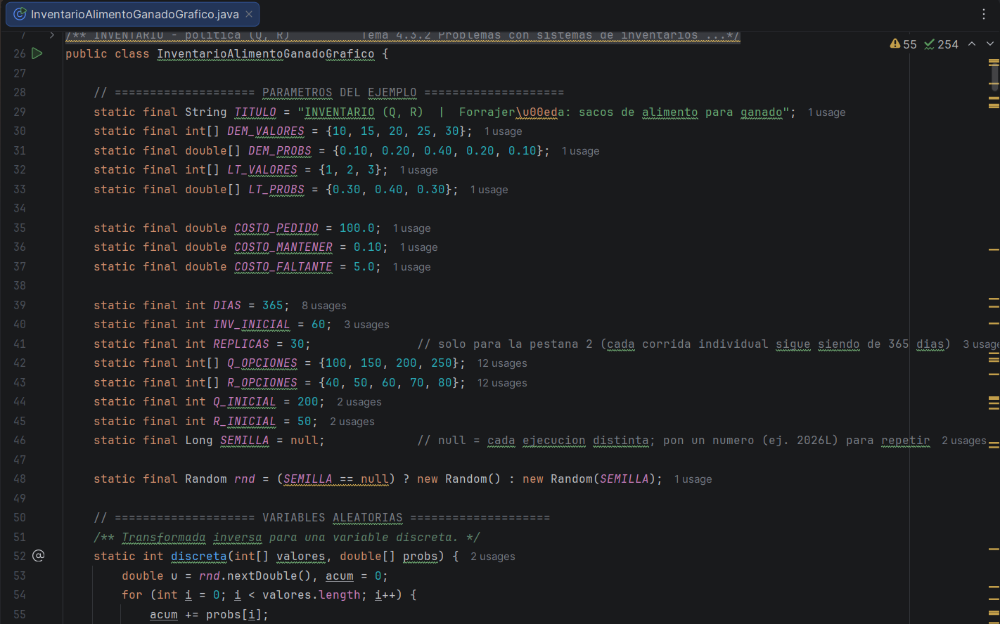 InventarioAlimentoGanadoGrafico.java
7 /** INVENTARIO - politica (Q, R) Tema 4.3.2 Problemas con sistemas de inventarios ...*/
55 254
26 public class InventarioAlimentoGanadoGrafico {
27
28 // ==================== PARAMETROS DEL EJEMPLO ====================
29 static final String TITULO = "INVENTARIO (Q, R)  |  Forrajer\u00eda: sacos de alimento para ganado"; 1 usage
30 static final int[] DEM_VALORES = {10, 15, 20, 25, 30}; 1 usage
31 static final double[] DEM_PROBS = {0.10, 0.20, 0.40, 0.20, 0.10}; 1 usage
32 static final int[] LT_VALORES = {1, 2, 3}; 1 usage
33 static final double[] LT_PROBS = {0.30, 0.40, 0.30}; 1 usage
34
35 static final double COSTO_PEDIDO = 100.0; 1 usage
36 static final double COSTO_MANTENER = 0.10; 1 usage
37 static final double COSTO_FALTANTE = 5.0; 1 usage
38
39 static final int DIAS = 365; 8 usages
40 static final int INV_INICIAL = 60; 3 usages
41 static final int REPLICAS = 30; // solo para la pestana 2 (cada corrida individual sigue siendo de 365 dias) 3 usage
42 static final int[] Q_OPCIONES = {100, 150, 200, 250}; 12 usages
43 static final int[] R_OPCIONES = {40, 50, 60, 70, 80}; 12 usages
44 static final int Q_INICIAL = 200; 2 usages
45 static final int R_INICIAL = 50; 2 usages
46 static final Long SEMILLA = null; // null = cada ejecucion distinta; pon un numero (ej. 2026L) para repetir 2 usages
47
48 static final Random rnd = (SEMILLA == null) ? new Random() : new Random(SEMILLA); 1 usage
49
50 // ==================== VARIABLES ALEATORIAS ====================
51 /** Transformada inversa para una variable discreta. */
52 @ static int discreta(int[] valores, double[] probs) { 2 usages
53 double u = rnd.nextDouble(), acum = 0;
54 for (int i = 0; i < valores.length; i++) {
55 acum += probs[i];